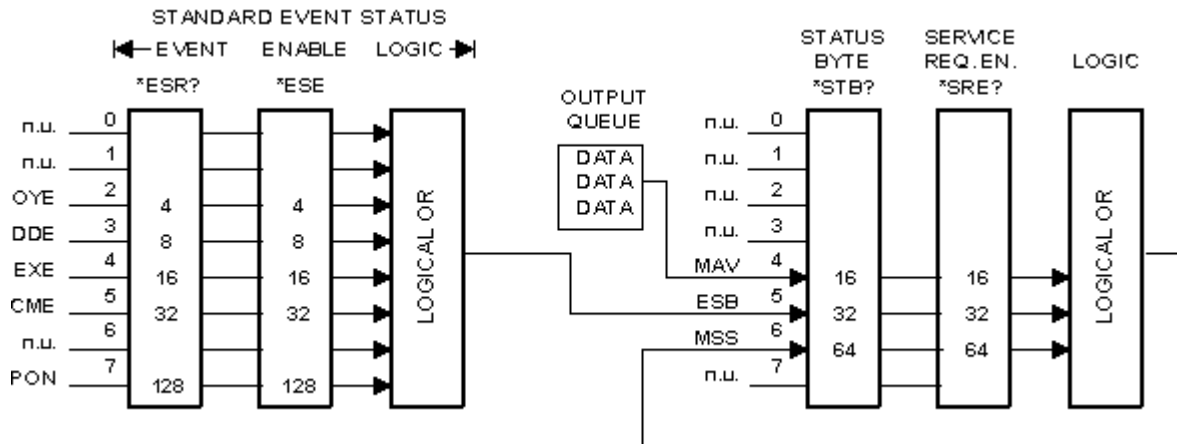 STANDARD EVENT STATUS
EVENT ENABLE LOGIC
*ESR? *ESE
n.u. 0
n.u. 1
OYE 2 4 4
DDE 3 8 8
EXE 4 16 16
CME 5 32 32
n.u. 6
PON 7 128 128
LOGICAL OR
OUTPUT
QUEUE
DATA
DATA
DATA
STATUS
BYTE
*STB?
SERVICE
REQ.EN.
*SRE?
LOGIC
n.u. 0
n.u. 1
n.u. 2
n.u. 3
MAV 4 16 16
ESB 5 32 32
MSS 6 64 64
n.u. 7
LOGICAL OR